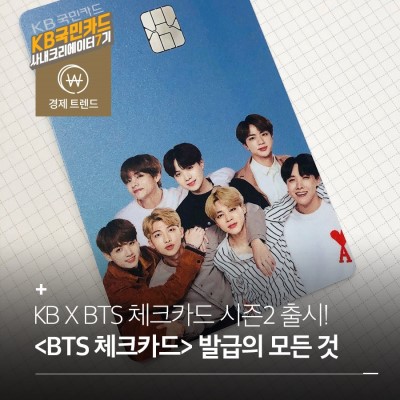 KB국민카드
KB국민카드
사내크리에이터7기
₩
경제 트렌드
A
+
KB X BTS 체크카드 시즌2 출시!
<BTS 체크카드> 발급의 모든 것